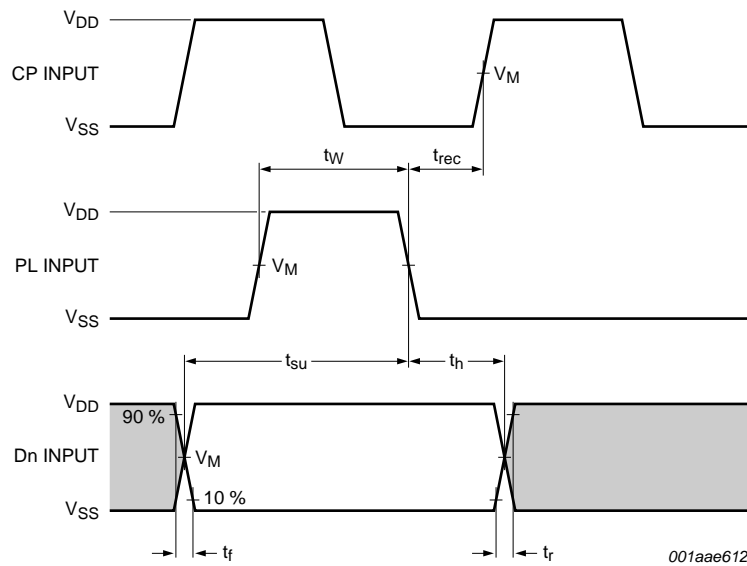 VDD
CP INPUT
VM
VSS
tW
trec
VDD
PL INPUT
VM
VSS
tsu
th
VDD
90 %
Dn INPUT
VM
10 %
VSS
tf
tr
001aae612